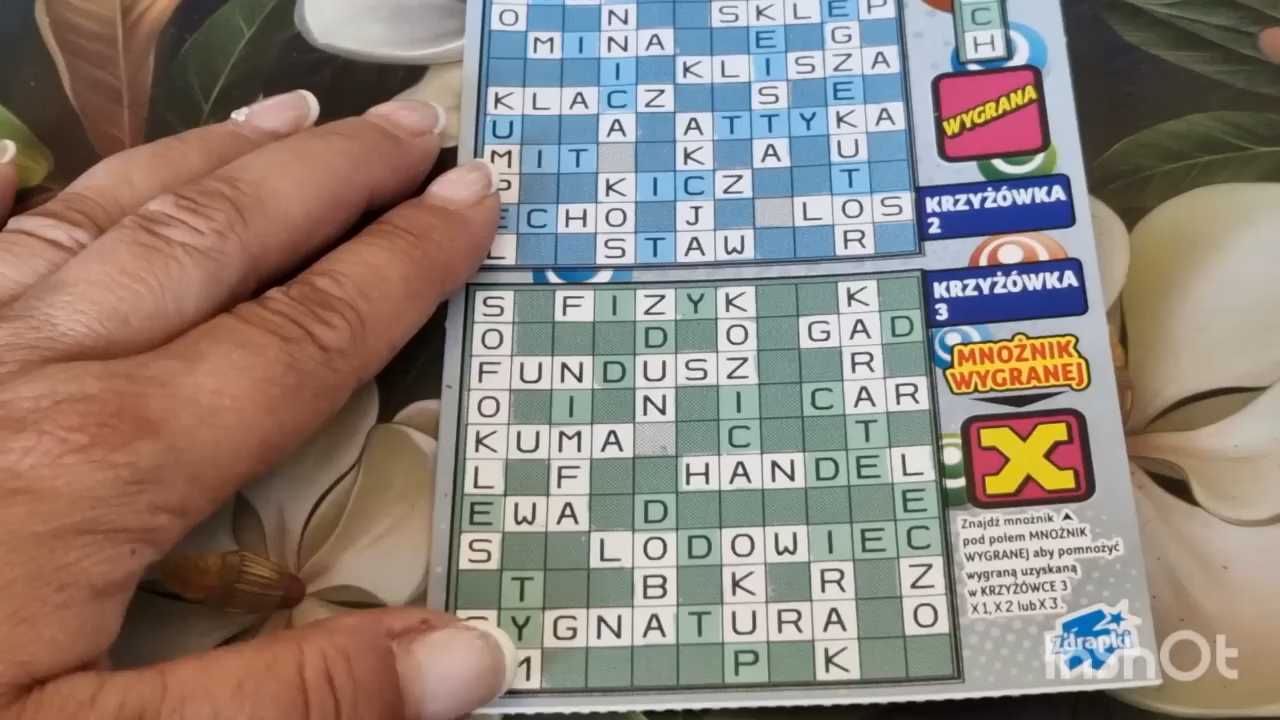 O N SKLEP
MINA E G
I KLISZA
KLACZ S E
U A ATTYKA
MIT K A U
P KICZ T
ECHO J LOS
L STAW R
CH
WYGRANA
KRZYŻÓWKA
2
S FIZYK K
O D O GAD
FUNDUSZ R
O I N I CAR
KUMA C T
L F HANDEL
EWA D E
S LODOWIEC
T B K R Z
SYGNATURA O
M P K
KRZYŻÓWKA
3
MNOŻNIK
WYGRANEJ
X
Znajdź mnożnik
pod polem MNOŻNIK
WYGRANEJ aby pomnożyć
wygraną uzyskaną
w KRZYŻÓWCE 3
X1, X2 lub X3.
Zdrapki